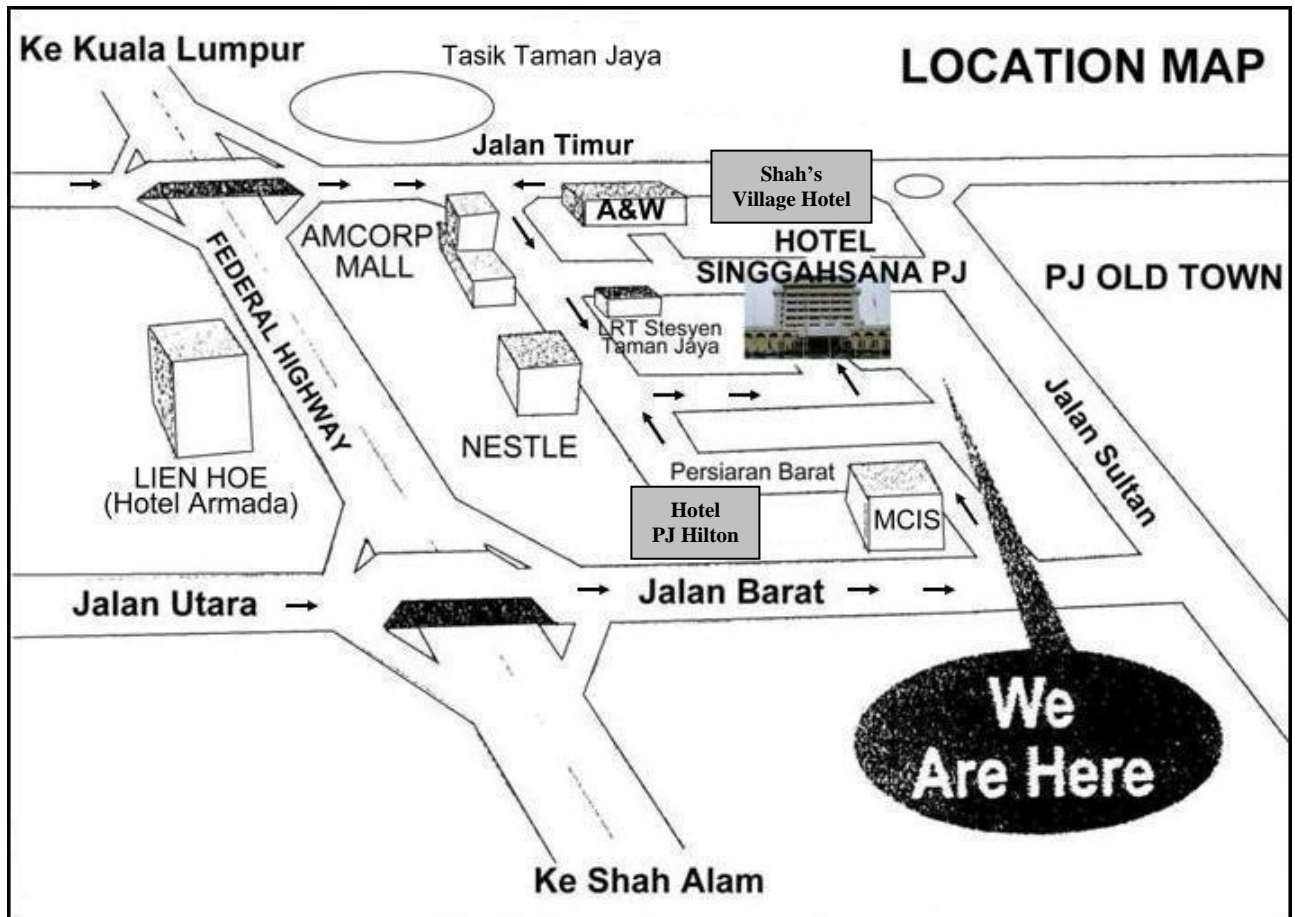 Ke Kuala Lumpur
Tasik Taman Jaya
LOCATION MAP
Jalan Timur
Shah's
Village Hotel
A&W
AMCORP
MALL
HOTEL
SINGGAHSANA PJ
PJ OLD TOWN
FEDERAL HIGHWAY
LRT Stesyen
Taman Jaya
Jalan Sultan
NESTLE
LIEN HOE
(Hotel Armada)
Persiaran Barat
Hotel
PJ Hilton
MCIS
Jalan Utara
Jalan Barat
We
Are Here
Ke Shah Alam